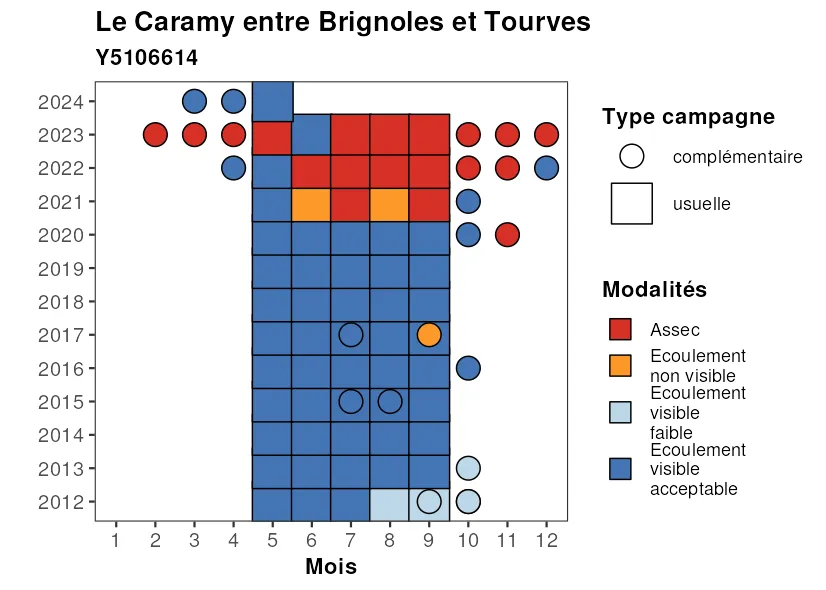 Le Caramy entre Brignoles et Tourves
Y5106614
2024
2023
2022
2021
2020
2019
2018
2017
2016
2015
2014
2013
2012
1 2 3 4 5 6 7 8 9 10 11 12
Mois
Type campagne
complémentaire
usuelle
Modalités
Assec
Ecoulement
non visible
Ecoulement
visible
faible
Ecoulement
visible
acceptable